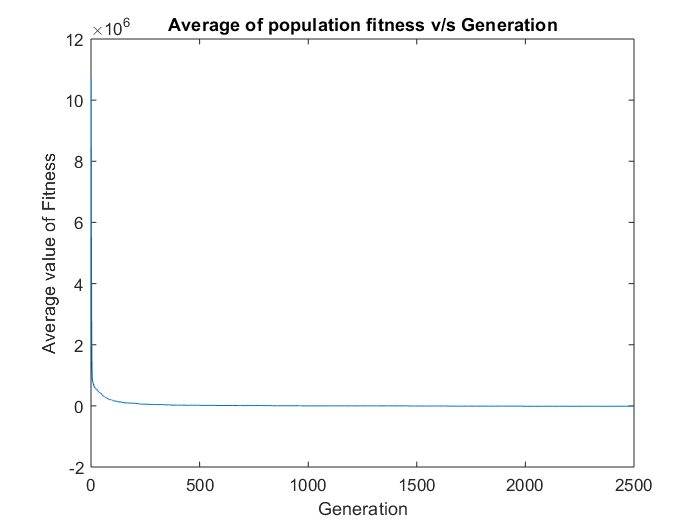 Average of population fitness v/s Generation
×10^6
12
10
8
6
4
2
0
-2
Average value of Fitness
0 500 1000 1500 2000 2500
Generation